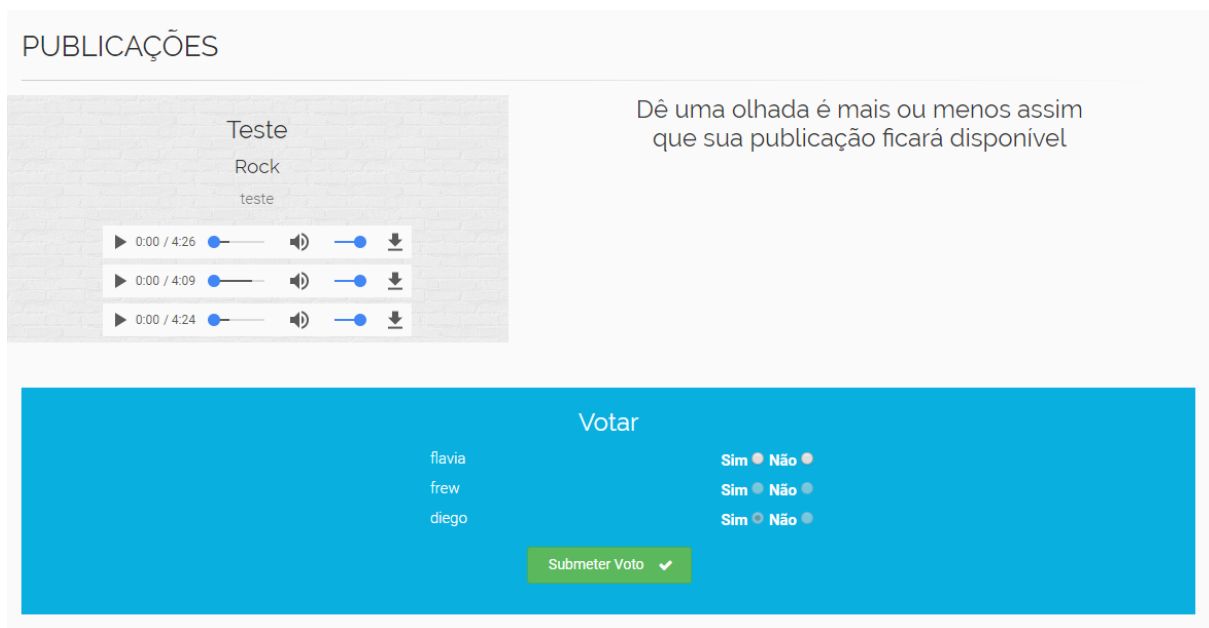 PUBLICAÇÕES
Teste
Rock
teste
0:00 / 4:26
0:00 / 4:09
0:00 / 4:24
Dê uma olhada é mais ou menos assim
que sua publicação ficará disponível
Votar
flavia Sim Não
frew Sim Não
diego Sim Não
Submeter Voto